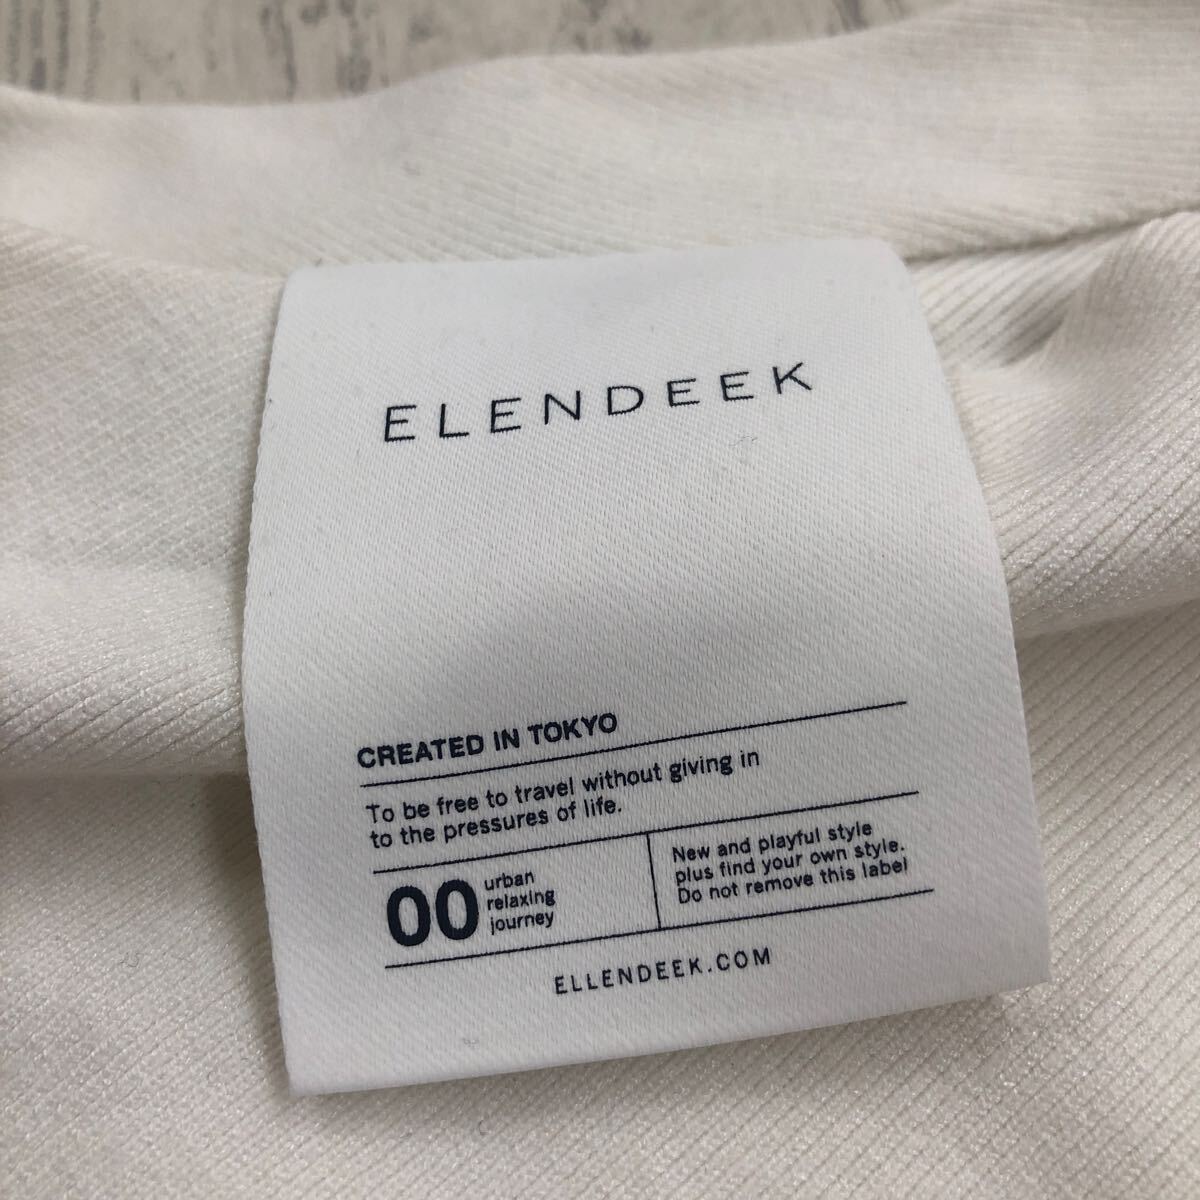 ELENDEEK
CREATED IN TOKYO
To be free to travel without giving in
to the pressures of life.
00
urban
relaxing
journey
New and playful style
plus find your own style.
Do not remove this label
ELLENDEEK.COM